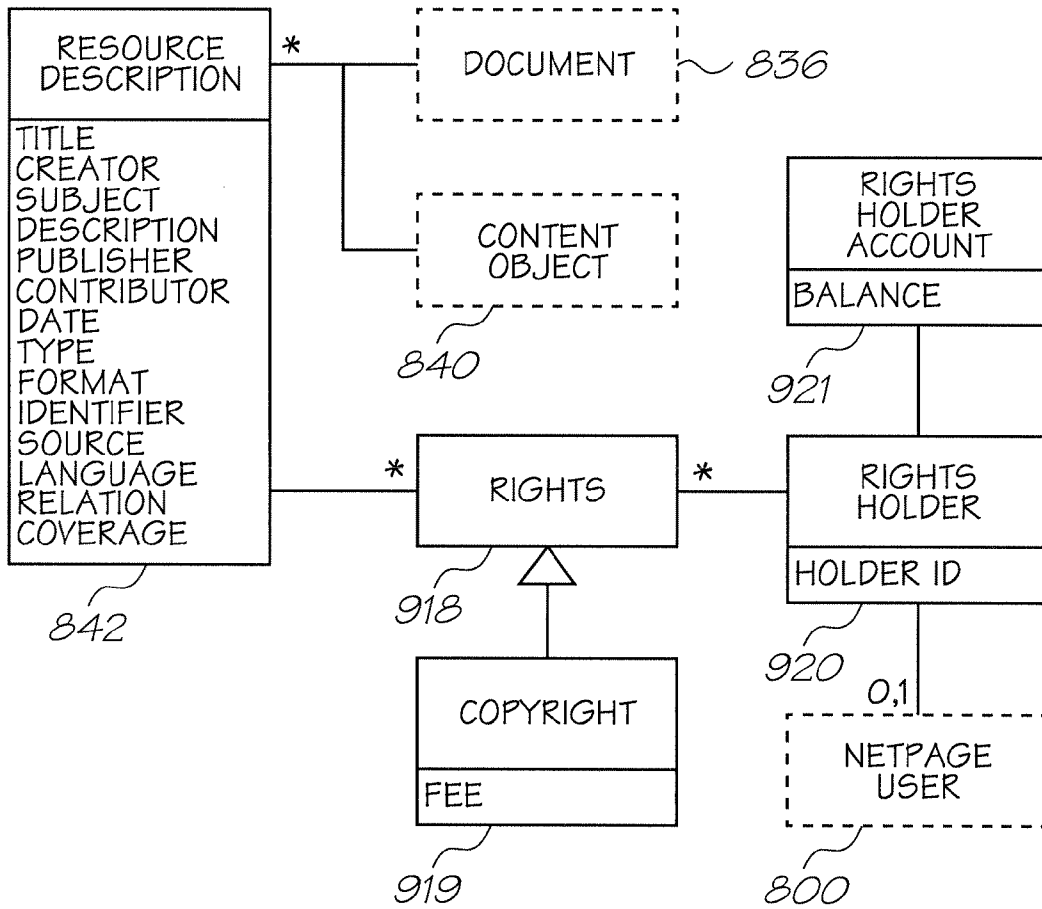 RESOURCE
DESCRIPTION
TITLE
CREATOR
SUBJECT
DESCRIPTION
PUBLISHER
CONTRIBUTOR
DATE
TYPE
FORMAT
IDENTIFIER
SOURCE
LANGUAGE
RELATION
COVERAGE
842
*
DOCUMENT
836
CONTENT
OBJECT
840
RIGHTS
HOLDER
ACCOUNT
BALANCE
921
*
RIGHTS
918
*
RIGHTS
HOLDER
HOLDER ID
920
COPYRIGHT
FEE
919
0,1
NETPAGE
USER
800